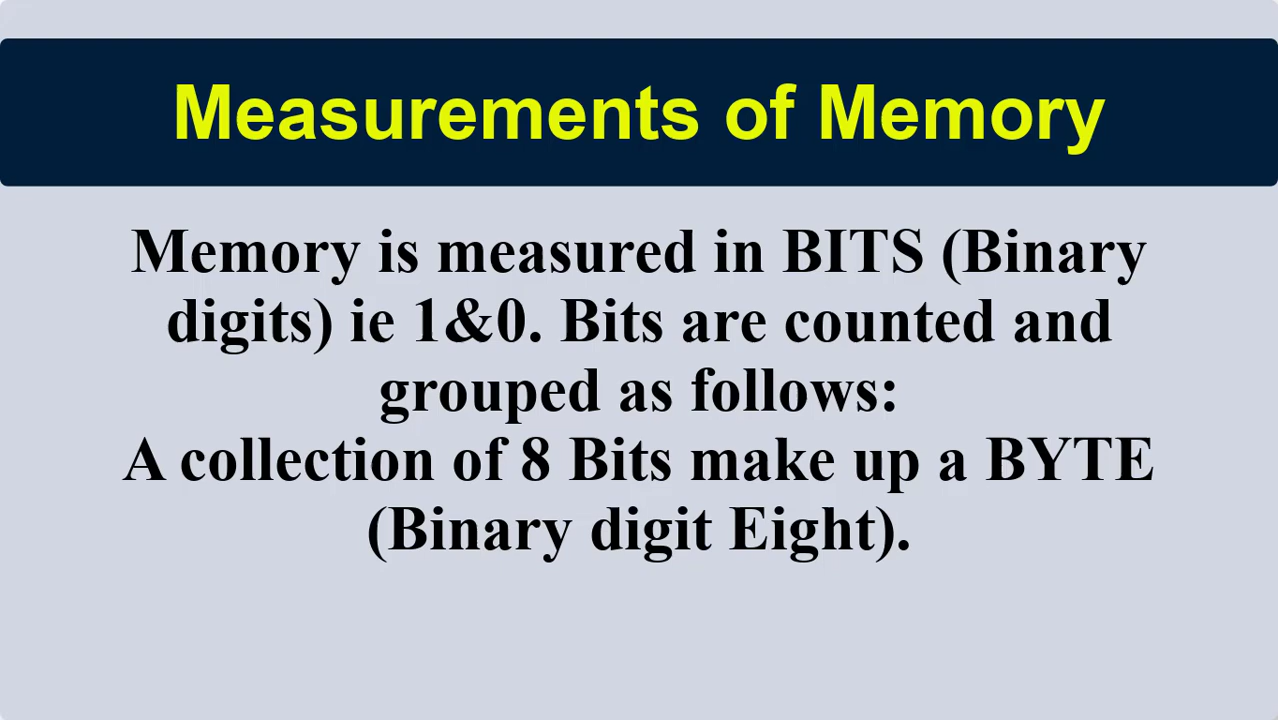 Measurements of Memory
Memory is measured in BITS (Binary
digits) ie 1&0. Bits are counted and
grouped as follows:
A collection of 8 Bits make up a BYTE
(Binary digit Eight).